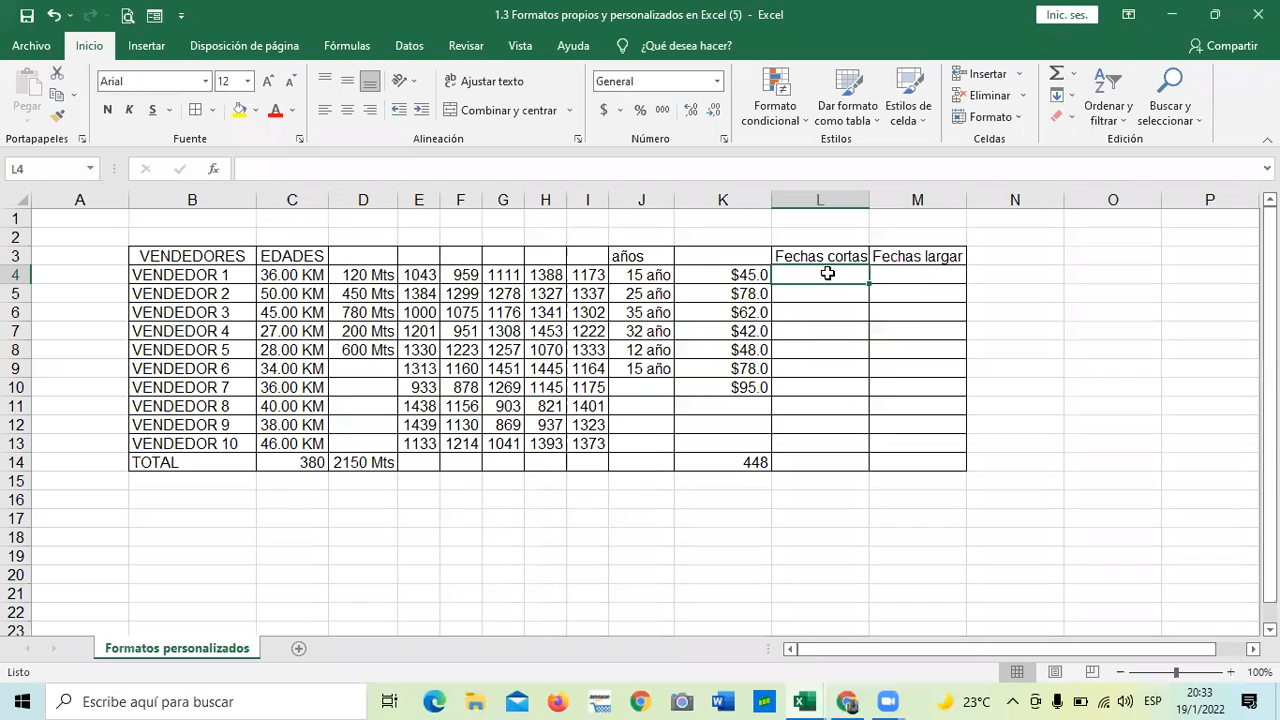 1.3 Formatos propios y personalizados en Excel (5) - Excel
Inic. ses.
Archivo Inicio Insertar Disposición de página Fórmulas Datos Revisar Vista Ayuda ¿Qué desea hacer? Compartir
Pegar
Arial 12
N K S
Ajustar texto
Combinar y centrar
General
$ % 000
Formato condicional
Dar formato como tabla
Estilos de celda
Insertar
Eliminar
Formato
Ordenar y filtrar
Buscar y seleccionar
Portapapeles Fuente Alineación Número Estilos Celdas Edición
L4 fx
A B C D E F G H I J K L M N O P
1
2
3 VENDEDORES EDADES años Fechas cortas Fechas largar
4 VENDEDOR 1 36.00 KM 120 Mts 1043 959 1111 1388 1173 15 año $45.0
5 VENDEDOR 2 50.00 KM 450 Mts 1384 1299 1278 1327 1337 25 año $78.0
6 VENDEDOR 3 45.00 KM 780 Mts 1000 1075 1176 1341 1302 35 año $62.0
7 VENDEDOR 4 27.00 KM 200 Mts 1201 951 1308 1453 1222 32 año $42.0
8 VENDEDOR 5 28.00 KM 600 Mts 1330 1223 1257 1070 1333 12 año $48.0
9 VENDEDOR 6 34.00 KM 1313 1160 1451 1445 1164 15 año $78.0
10 VENDEDOR 7 36.00 KM 933 878 1269 1145 1175 $95.0
11 VENDEDOR 8 40.00 KM 1438 1156 903 821 1401
12 VENDEDOR 9 38.00 KM 1439 1130 869 937 1323
13 VENDEDOR 10 46.00 KM 1133 1214 1041 1393 1373
14 TOTAL 380 2150 Mts 448
15
16
17
18
19
20
21
22
23
Formatos personalizados
Listo 100%
Escribe aquí para buscar
23°C ESP
20:33
19/1/2022